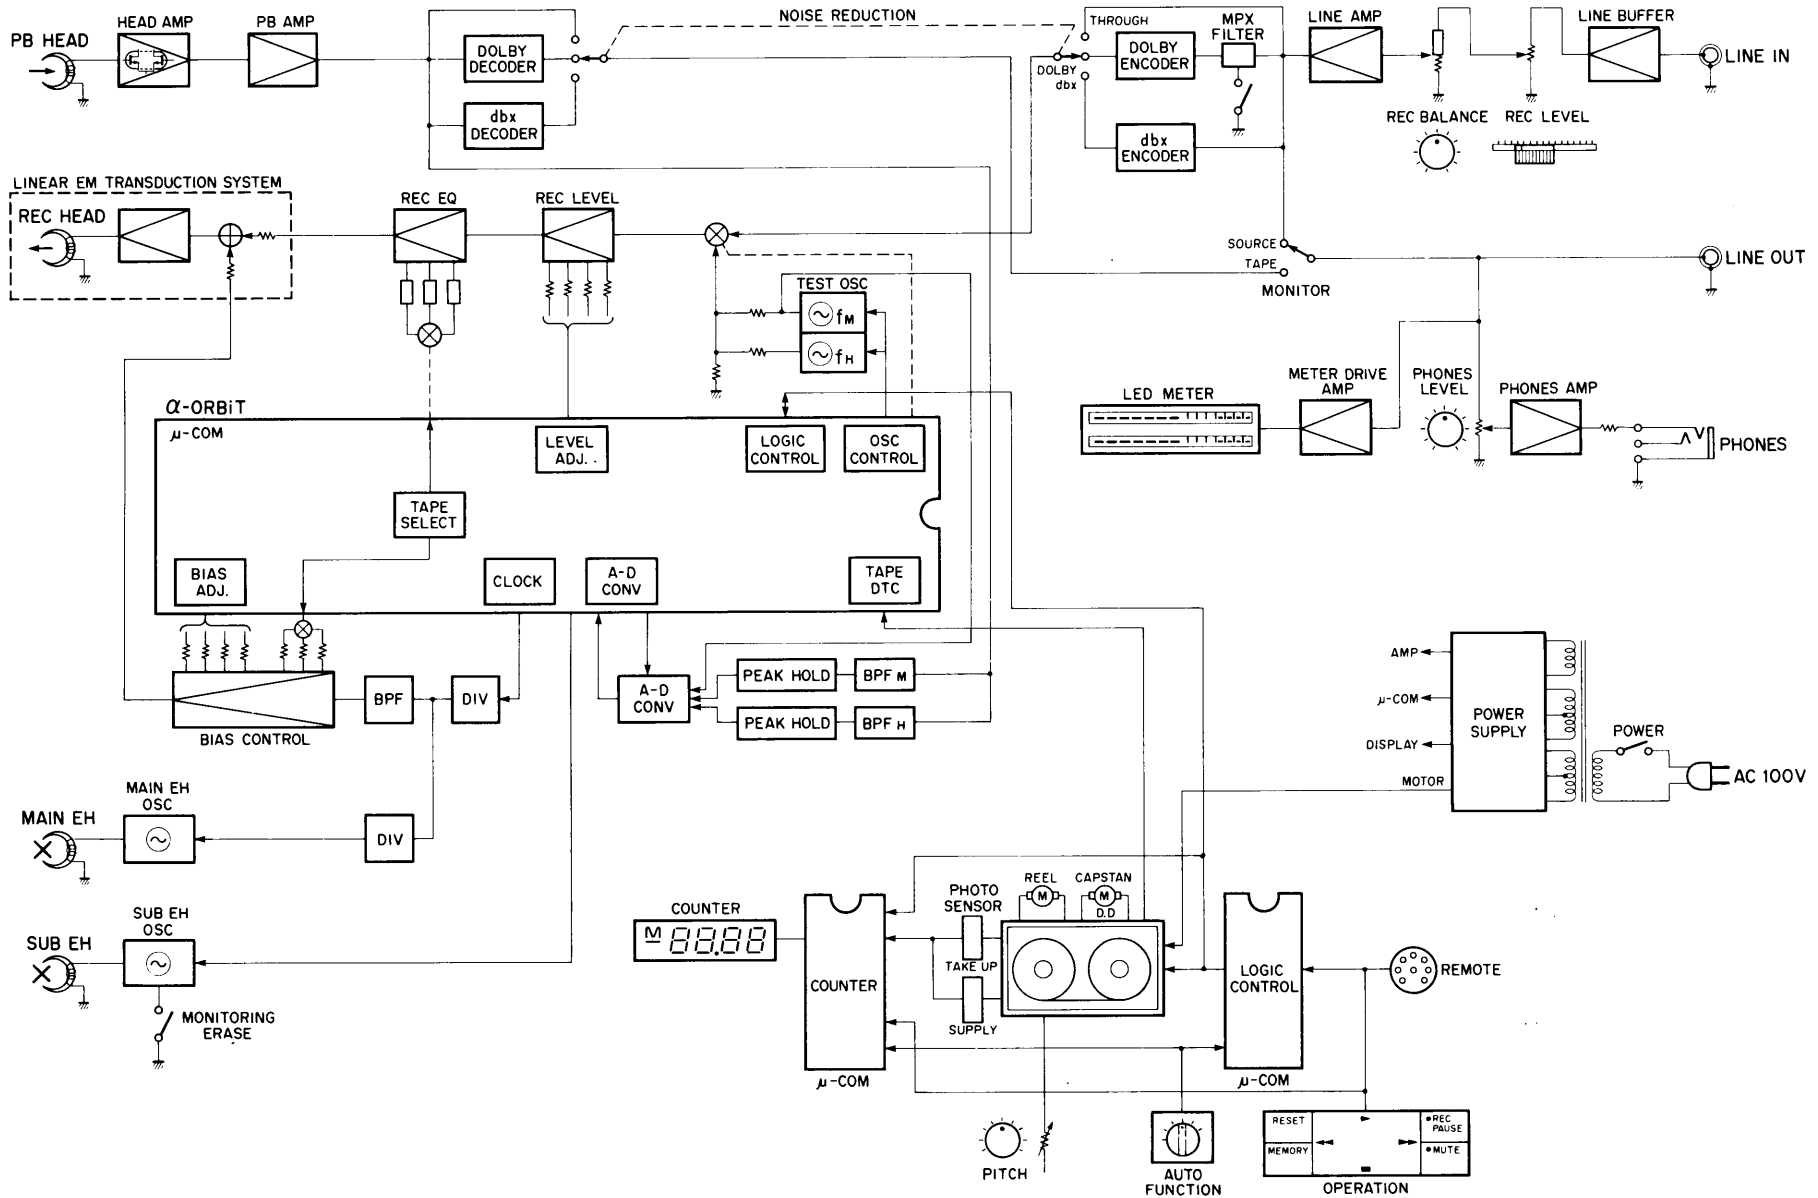 PB HEAD
HEAD AMP
PB AMP
DOLBY
DECODER
dbx
DECODER
NOISE REDUCTION
THROUGH
DOLBY
dbx
DOLBY
ENCODER
dbx
ENCODER
MPX
FILTER
LINE AMP
LINE BUFFER
LINE IN
REC BALANCE
REC LEVEL
LINEAR EM TRANSDUCTION SYSTEM
REC HEAD
REC EQ
REC LEVEL
TEST OSC
fM
fH
SOURCE
TAPE
MONITOR
LINE OUT
LED METER
METER DRIVE
AMP
PHONES
LEVEL
PHONES AMP
PHONES
α-ORBiT
μ-COM
LEVEL
ADJ.
LOGIC
CONTROL
OSC
CONTROL
TAPE
SELECT
BIAS
ADJ.
CLOCK
A-D
CONV
TAPE
DTC
BIAS CONTROL
BPF
DIV
A-D
CONV
PEAK HOLD
BPF M
PEAK HOLD
BPF H
AMP
μ-COM
DISPLAY
MOTOR
POWER
SUPPLY
POWER
AC 100V
MAIN EH
MAIN EH
OSC
DIV
SUB EH
SUB EH
OSC
MONITORING
ERASE
COUNTER
M
88.88
COUNTER
μ-COM
PHOTO
SENSOR
TAKE UP
SUPPLY
REEL
M
CAPSTAN
M
D.D
LOGIC
CONTROL
μ-COM
REMOTE
PITCH
AUTO
FUNCTION
RESET
MEMORY
REC
PAUSE
MUTE
OPERATION